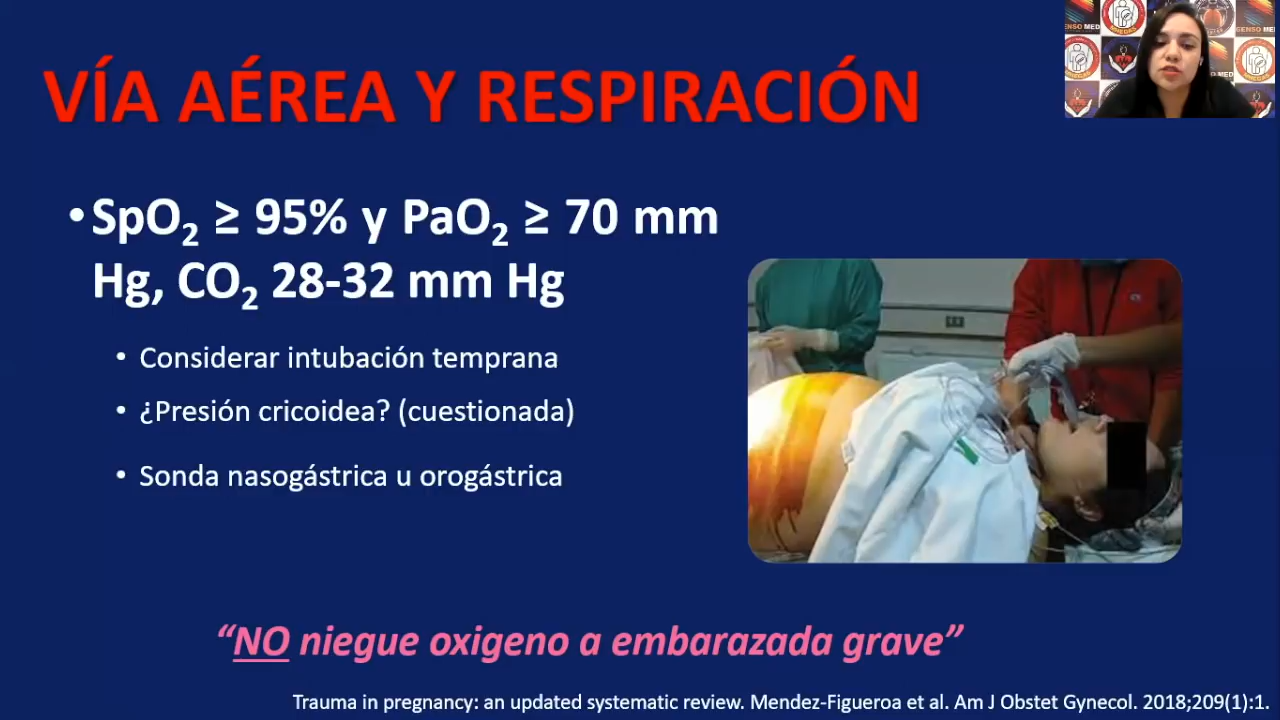 VÍA AÉREA Y RESPIRACIÓN
•SpO₂ ≥ 95% y PaO₂ ≥ 70 mm
Hg, CO₂ 28-32 mm Hg
• Considerar intubación temprana
• ¿Presión cricoidea? (cuestionada)
• Sonda nasogástrica u orogástrica
“NO niegue oxigeno a embarazada grave”
Trauma in pregnancy: an updated systematic review. Mendez-Figueroa et al. Am J Obstet Gynecol. 2018;209(1):1.